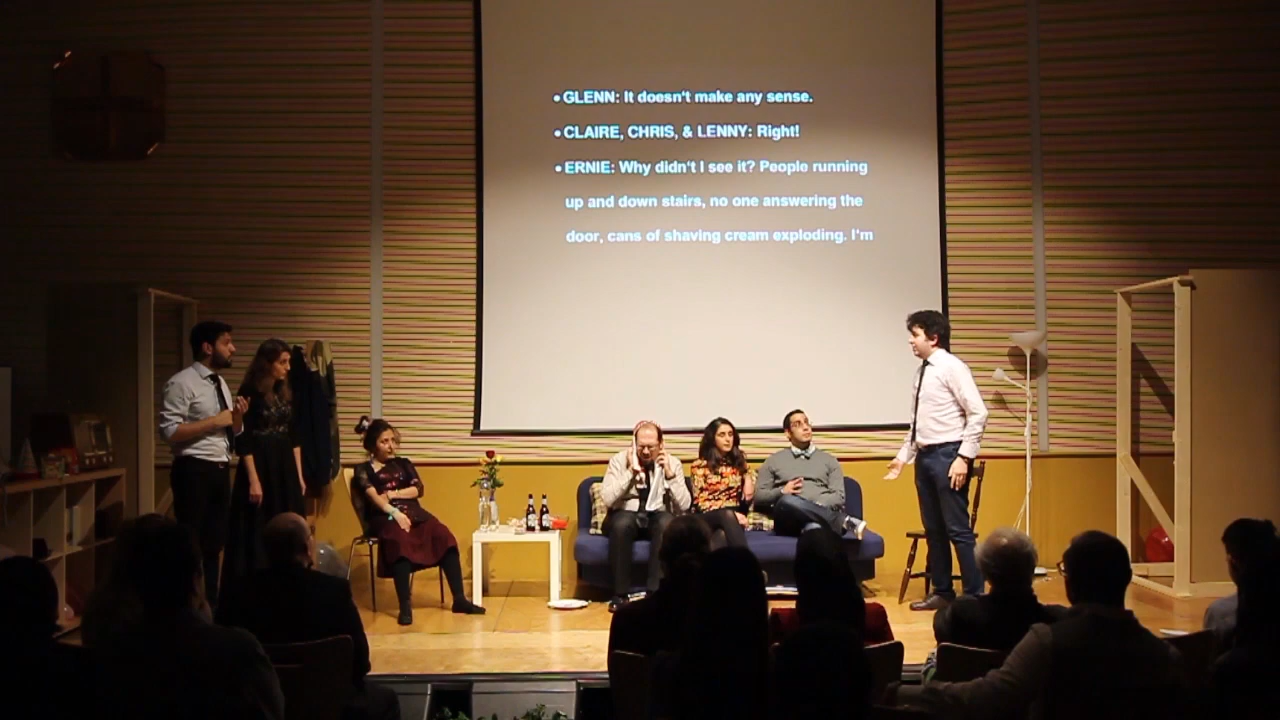 • GLENN: It doesn't make any sense.
• CLAIRE, CHRIS, & LENNY: Right!
• ERNIE: Why didn't I see it? People running
up and down stairs, no one answering the
door, cans of shaving cream exploding. I'm